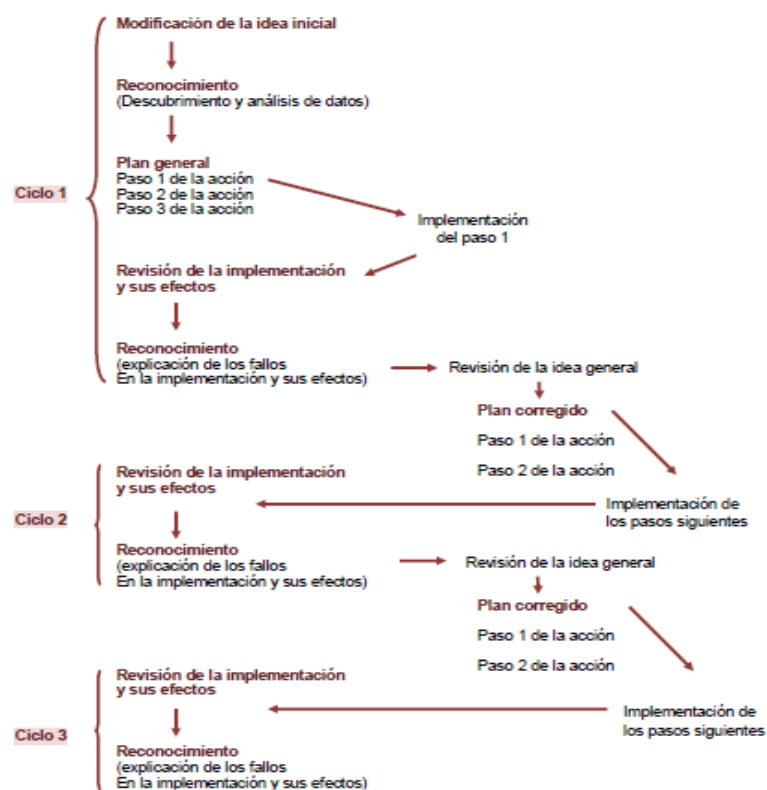 Modificación de la idea inicial
Reconocimiento
(Descubrimiento y análisis de datos)
Ciclo 1
Plan general
Paso 1 de la acción
Paso 2 de la acción
Paso 3 de la acción
Implementación
del paso 1
Revisión de la implementación
y sus efectos
Reconocimiento
(explicación de los fallos
En la implementación y sus efectos)
Revisión de la idea general
Plan corregido
Paso 1 de la acción
Paso 2 de la acción
Implementación de
los pasos siguientes
Ciclo 2
Revisión de la implementación
y sus efectos
Reconocimiento
(explicación de los fallos
En la implementación y sus efectos)
Revisión de la idea general
Plan corregido
Paso 1 de la acción
Paso 2 de la acción
Implementación de
los pasos siguientes
Ciclo 3
Revisión de la implementación
y sus efectos
Reconocimiento
(explicación de los fallos
En la implementación y sus efectos)